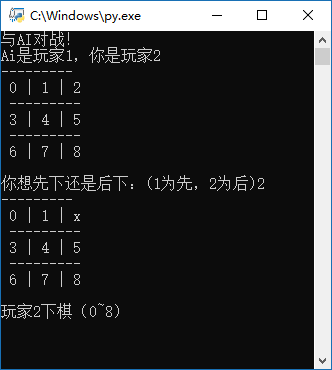 C:\Windows\py.exe
与AI对战!
Ai是玩家1，你是玩家2
---------
0 | 1 | 2
---------
3 | 4 | 5
---------
6 | 7 | 8
你想先下还是后下：(1为先，2为后)2
---------
0 | 1 | x
---------
3 | 4 | 5
---------
6 | 7 | 8
玩家2下棋（0~8）